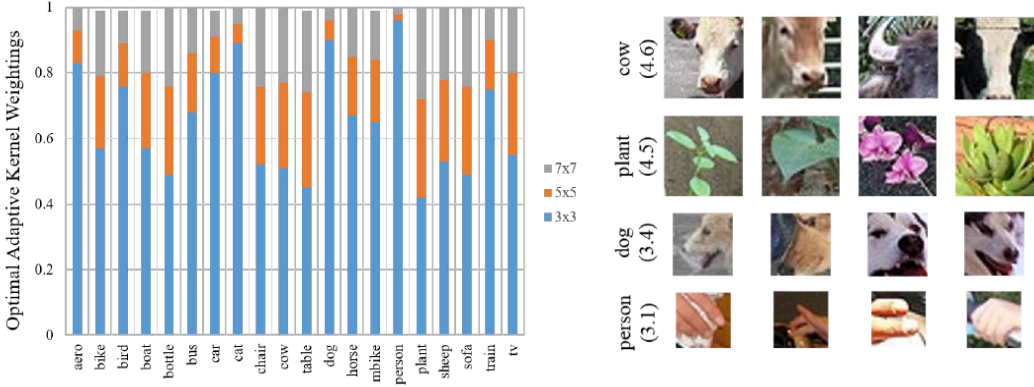 Optimal Adaptive Kernel Weightings
1
0.8
0.6
0.4
0.2
0
aero
bike
bird
boat
bottle
bus
car
cat
chair
cow
table
dog
horse
mbike
person
plant
sheep
sofa
train
tv
7x7
5x5
3x3
cow
(4.6)
plant
(4.5)
dog
(3.4)
person
(3.1)